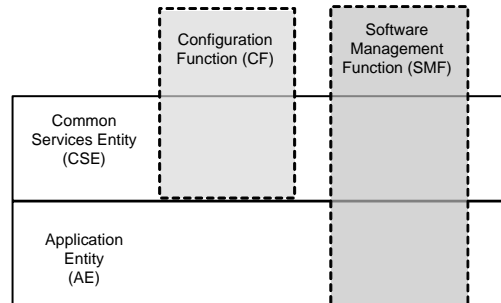 Configuration
Function (CF)
Software
Management
Function (SMF)
Common
Services Entity
(CSE)
Application
Entity
(AE)